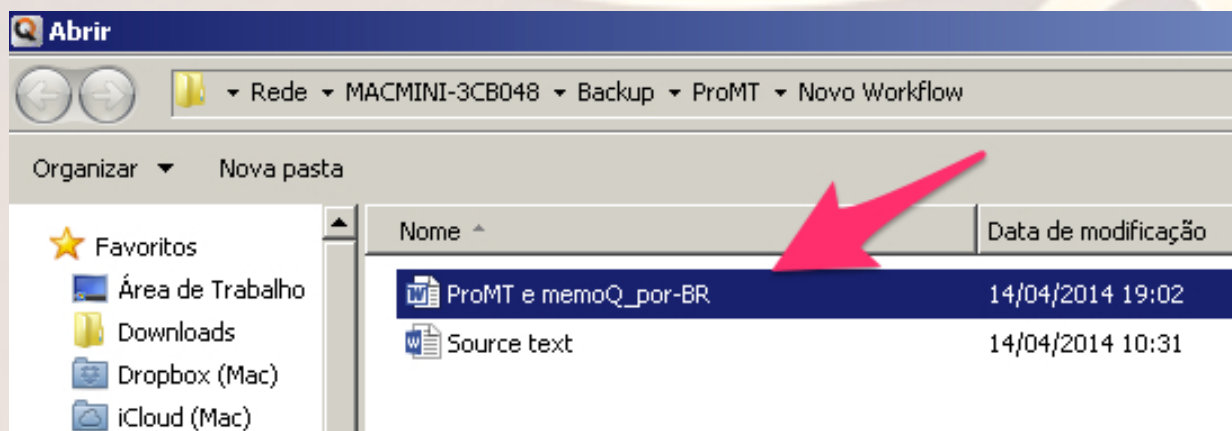 Abrir
Rede MACMINI-3CB048 Backup ProMT Novo Workflow
Organizar Nova pasta
Favoritos
Área de Trabalho
Downloads
Dropbox (Mac)
iCloud (Mac)
Nome Data de modificação
ProMT e memoQ_por-BR 14/04/2014 19:02
Source text 14/04/2014 10:31